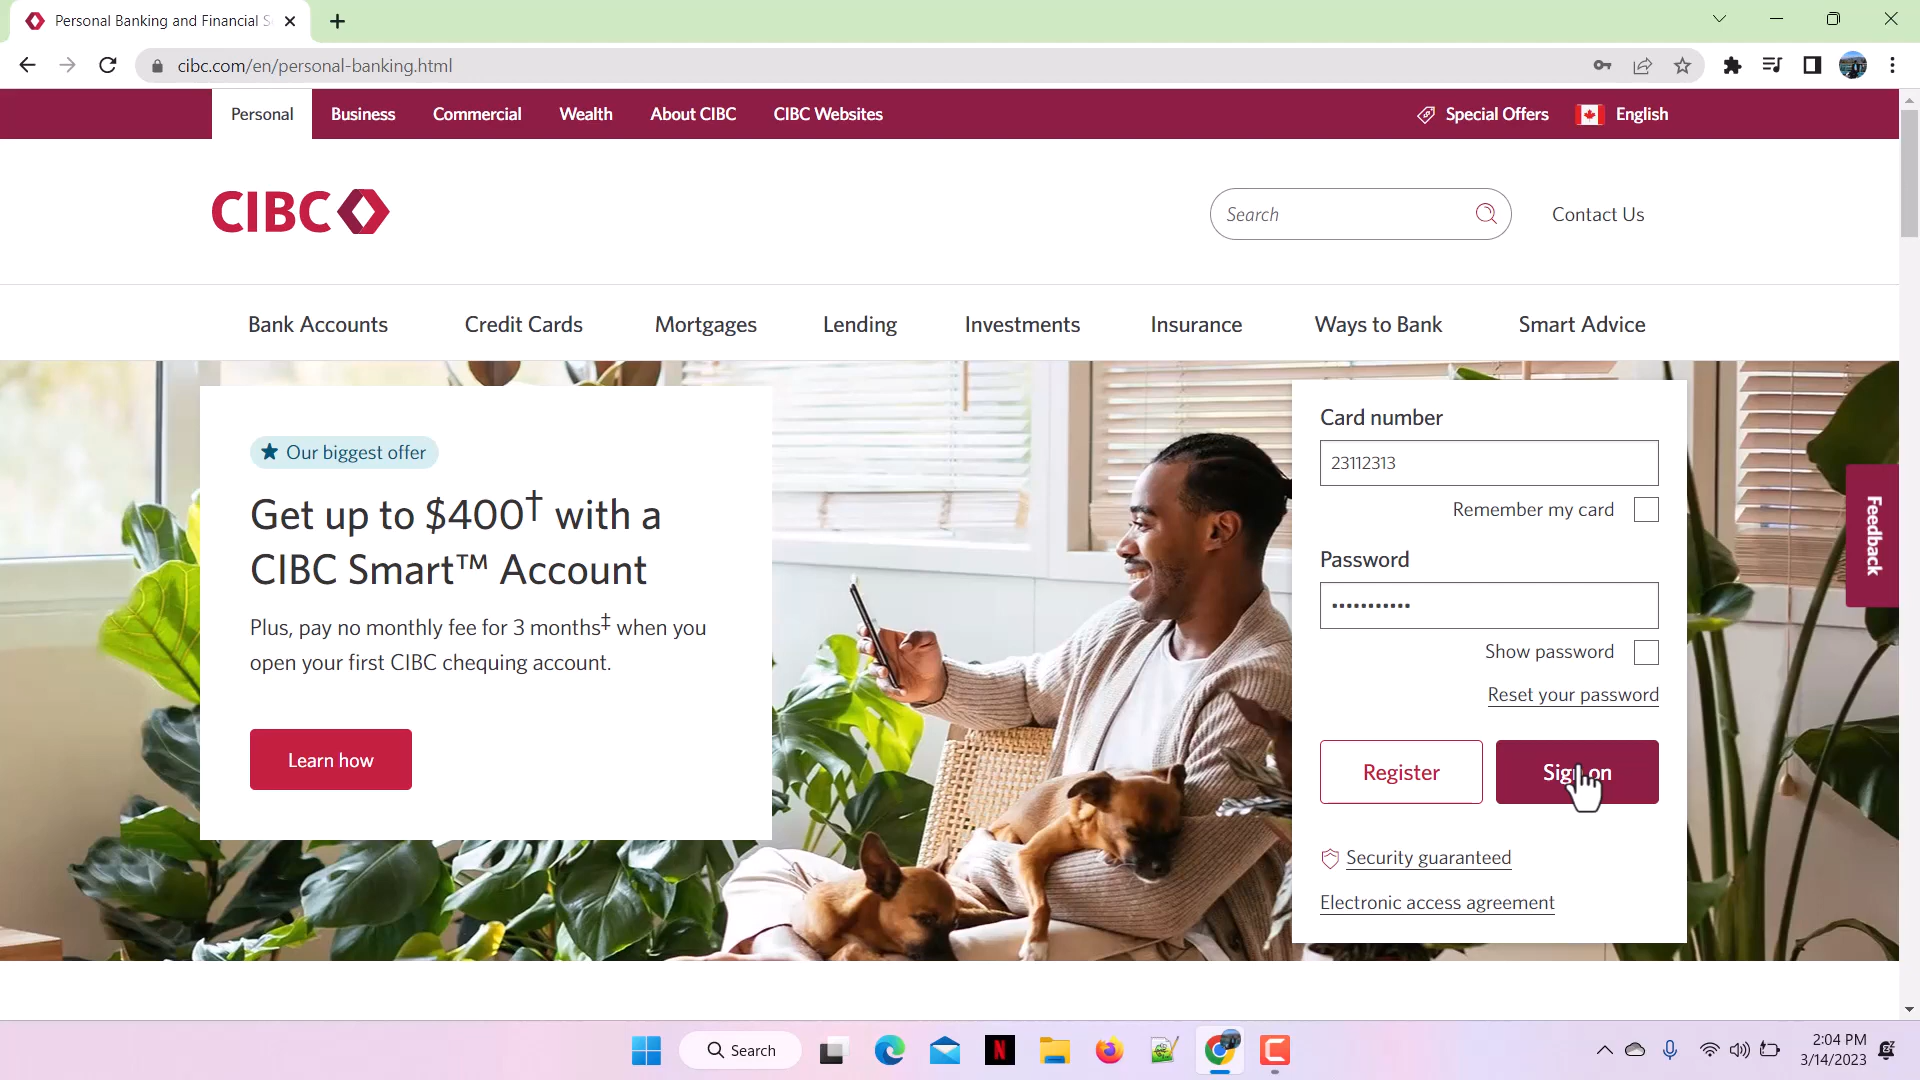 Personal Banking and Financial S
cibc.com/en/personal-banking.html
Personal
Business
Commercial
Wealth
About CIBC
CIBC Websites
Special Offers
English
CIBC
Search
Contact Us
Bank Accounts
Credit Cards
Mortgages
Lending
Investments
Insurance
Ways to Bank
Smart Advice
Our biggest offer
Get up to $400† with a
CIBC Smart™ Account
Plus, pay no monthly fee for 3 months‡ when you
open your first CIBC chequing account.
Learn how
Card number
23112313
Remember my card
Password
•••••••••••
Show password
Reset your password
Register
Sign on
Security guaranteed
Electronic access agreement
Feedback
Search
2:04 PM
3/14/2023